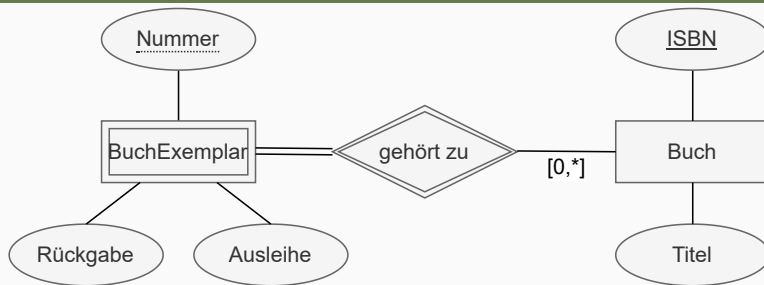 Nummer
ISBN
BuchExemplar
gehört zu
[0,*]
Buch
Rückgabe
Ausleihe
Titel